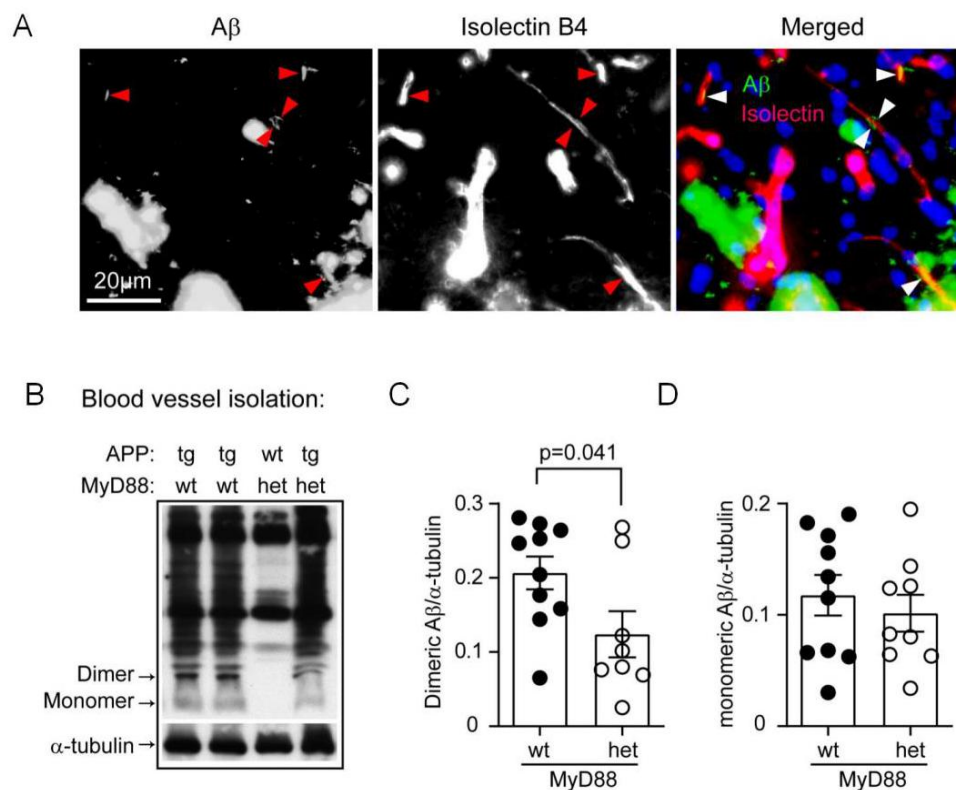 A
Aβ
Isolectin B4
Merged
Aβ
Isolectin
20μm
B
Blood vessel isolation:
APP: tg tg wt tg
MyD88: wt wt het het
Dimer→
Monomer→
α-tubulin→
C
p=0.041
Dimeric Aβ/α-tubulin
0.3
0.2
0.1
0
wt het
MyD88
D
monomeric Aβ/α-tubulin
0.2
0.1
0
wt het
MyD88